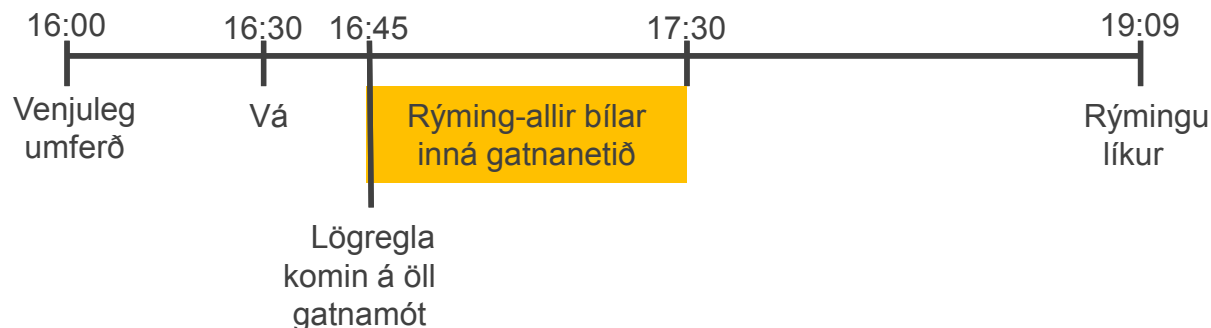 16:00
16:30
16:45
17:30
19:09
Venjuleg
umferð
Vá
Rýming-allir bílar
inná gatnanetið
Rýmingu
líkur
Lögregla
komin á öll
gatnamót